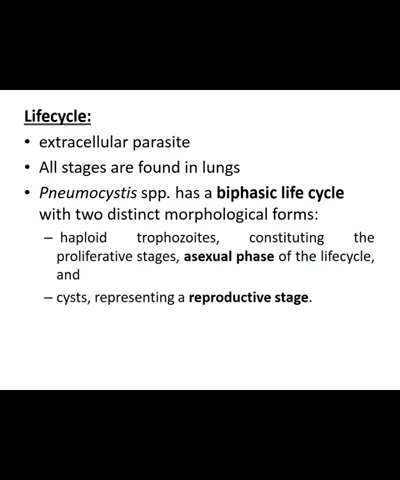 Lifecycle:
• extracellular parasite
• All stages are found in lungs
• Pneumocystis spp. has a biphasic life cycle
with two distinct morphological forms:
– haploid trophozoites, constituting the
proliferative stages, asexual phase of the lifecycle,
and
– cysts, representing a reproductive stage.